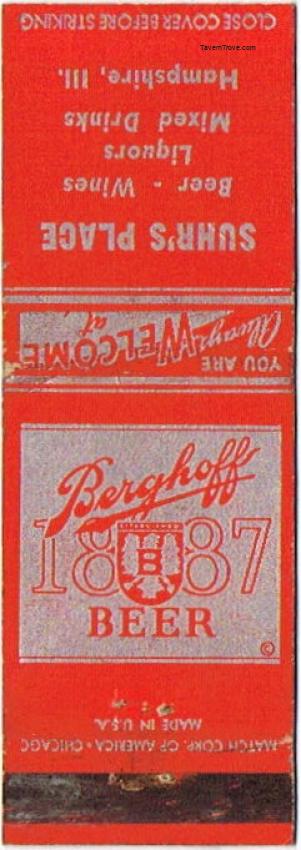 CLOSE COVER BEFORE STRIKING
TavernTrove.com
Hampshire, Ill.
Mixed Drinks
Liquors
Beer - Wines
SUHR'S PLACE
YOU ARE
Always WELCOME
at
Berghoff
1887
ESTABLISHED
B
BEER
©
MADE IN U.S.A.
MATCH CORP. OF AMERICA • CHICAGO